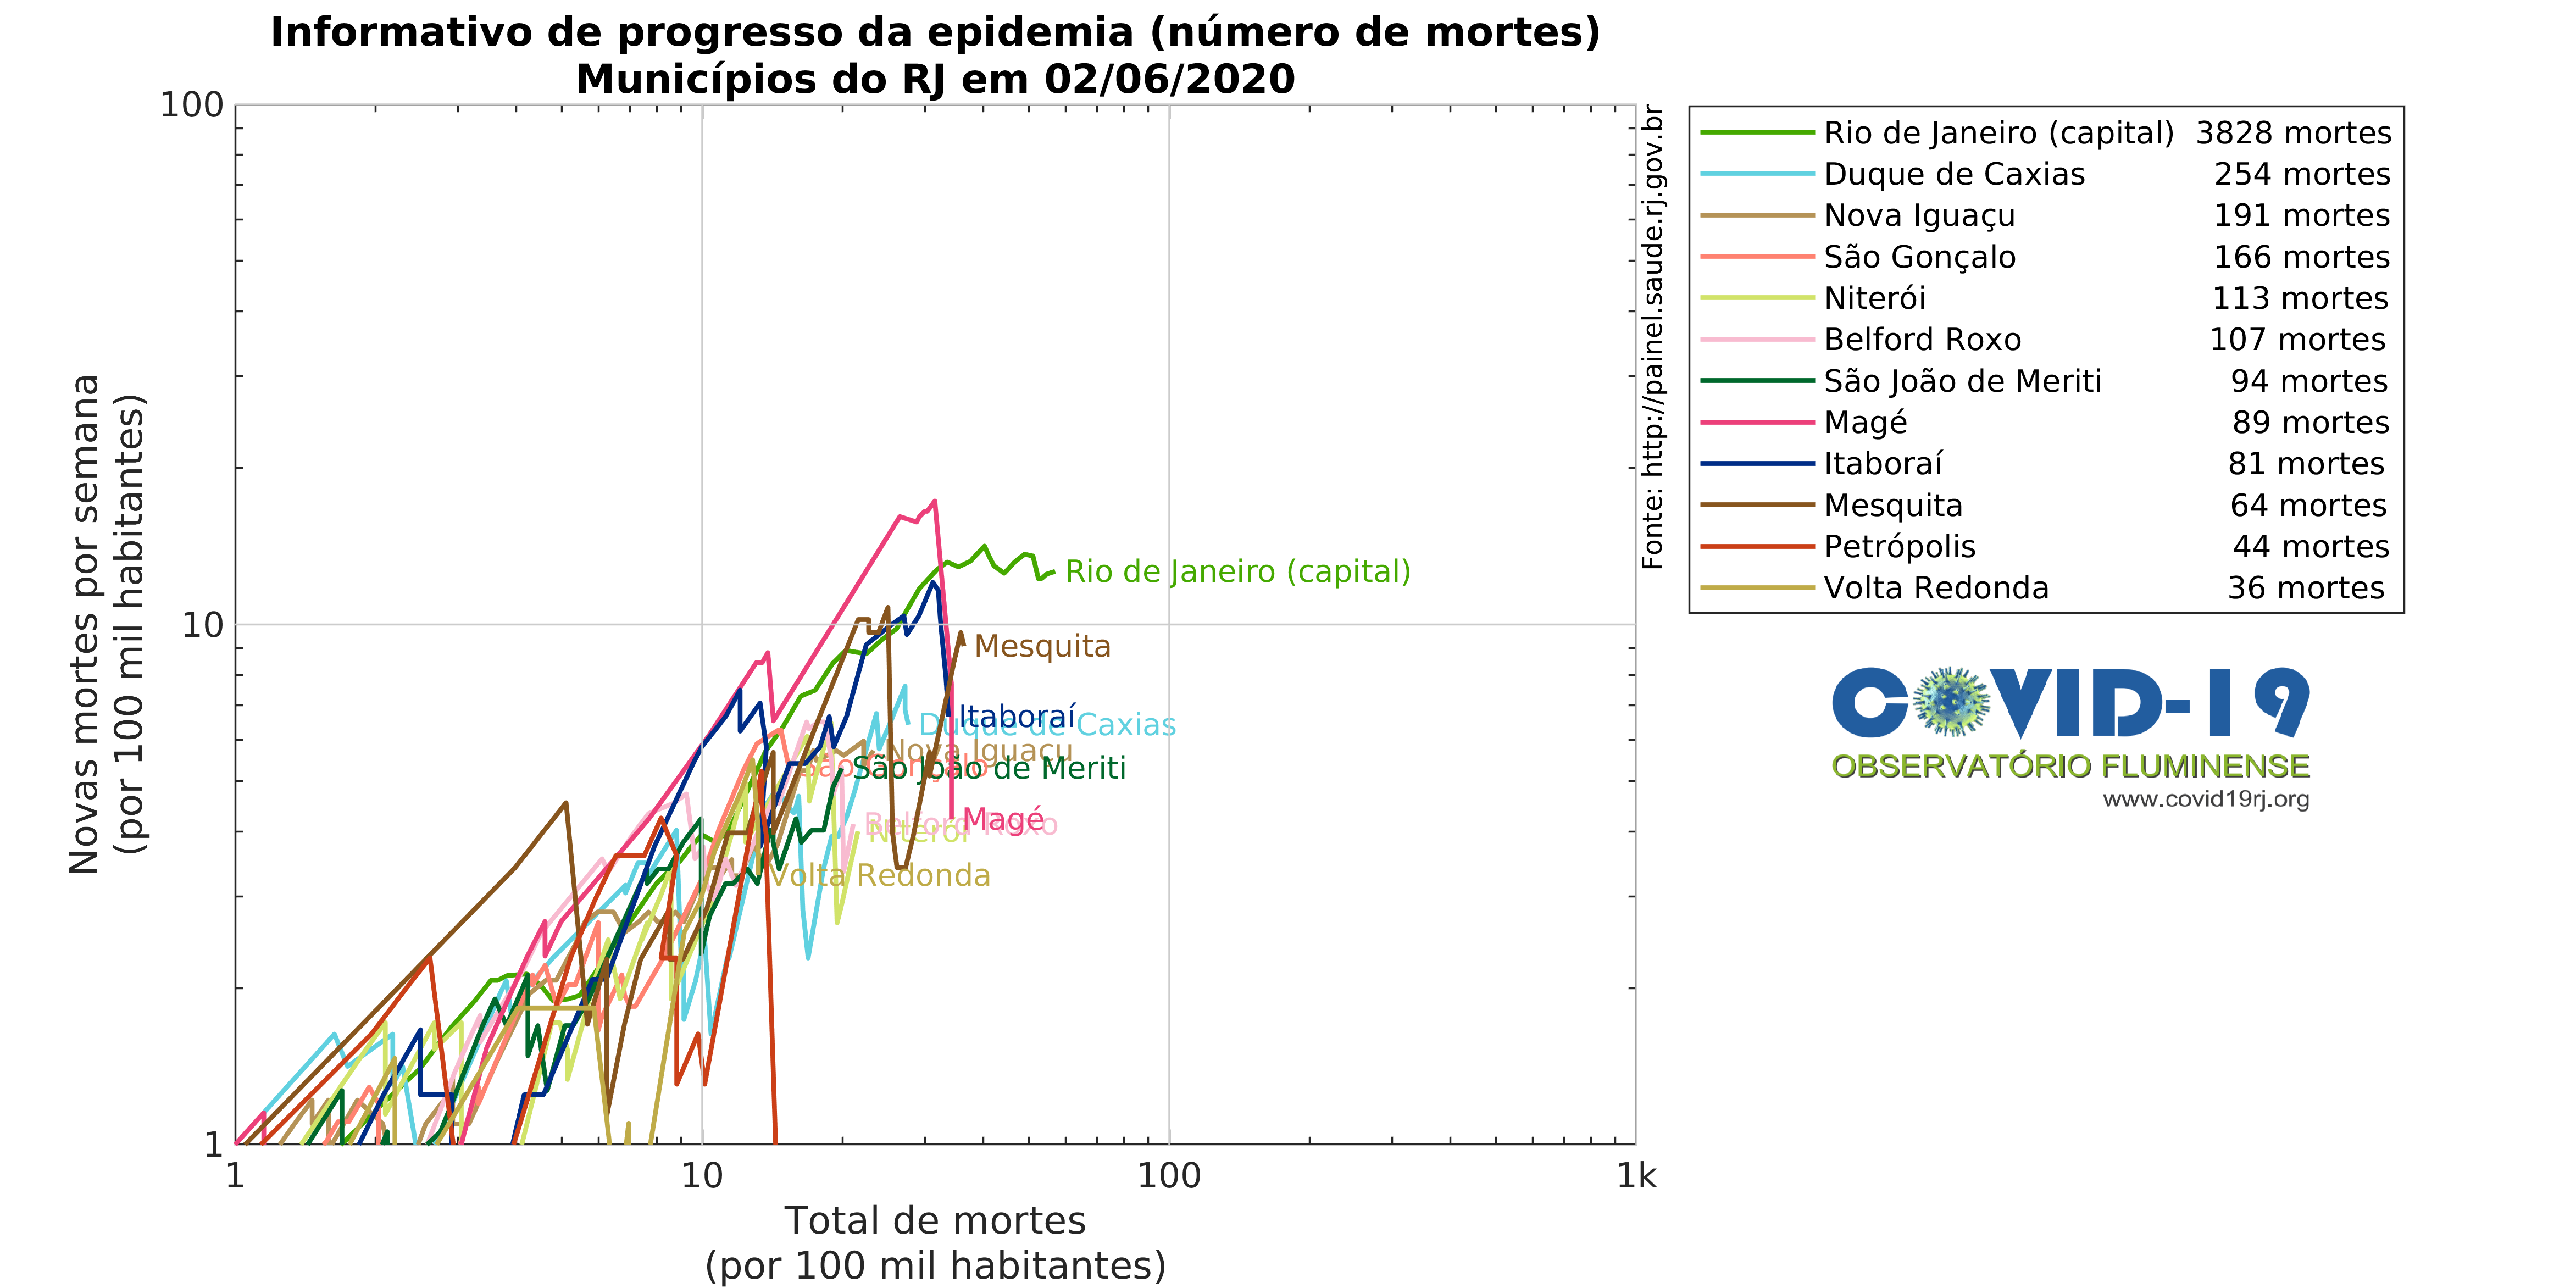 Informativo de progresso da epidemia (número de mortes)
Municípios do RJ em 02/06/2020
Novas mortes por semana
(por 100 mil habitantes)
100
10
1
1
10
100
1k
Total de mortes
(por 100 mil habitantes)
Rio de Janeiro (capital)
Mesquita
Itaboraí
Duque de Caxias
Nova Iguaçu
São Gonçalo
São João de Meriti
Magé
Belford Roxo
Niterói
Volta Redonda
Fonte: http://painel.saude.rj.gov.br
Rio de Janeiro (capital) 3828 mortes
Duque de Caxias 254 mortes
Nova Iguaçu 191 mortes
São Gonçalo 166 mortes
Niterói 113 mortes
Belford Roxo 107 mortes
São João de Meriti 94 mortes
Magé 89 mortes
Itaboraí 81 mortes
Mesquita 64 mortes
Petrópolis 44 mortes
Volta Redonda 36 mortes
COVID-19
OBSERVATÓRIO FLUMINENSE
www.covid19rj.org